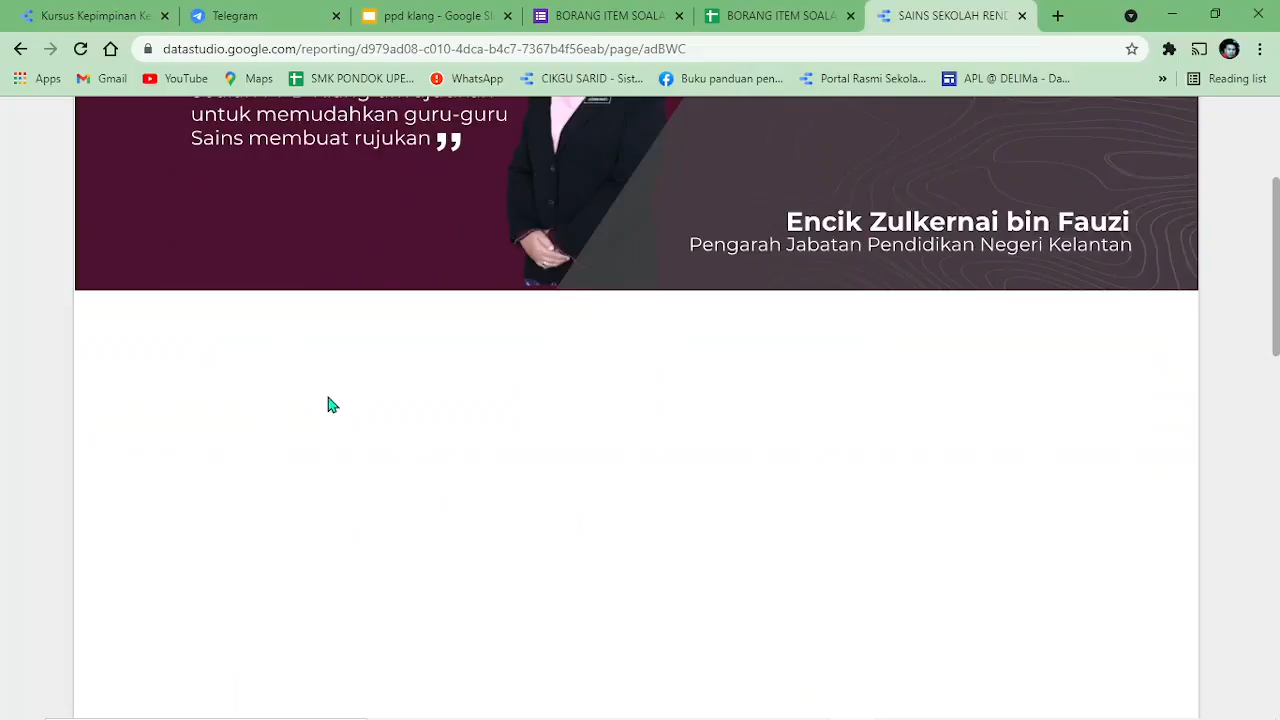 Kursus Kepimpinan Ke
Telegram
ppd klang - Google Sl
BORANG ITEM SOALA
BORANG ITEM SOALA
SAINS SEKOLAH REND
datastudio.google.com/reporting/d979ad08-c010-4dca-b4c7-7367b4f56eab/page/adBWC
Apps
Gmail
YouTube
Maps
SMK PONDOK UPE...
WhatsApp
CIKGU SARID - Sist...
Buku panduan pen...
Portal Rasmi Sekola...
APL @ DELIMa - Da...
Reading list
untuk memudahkan guru-guru
Sains membuat rujukan ”
Encik Zulkernai bin Fauzi
Pengarah Jabatan Pendidikan Negeri Kelantan